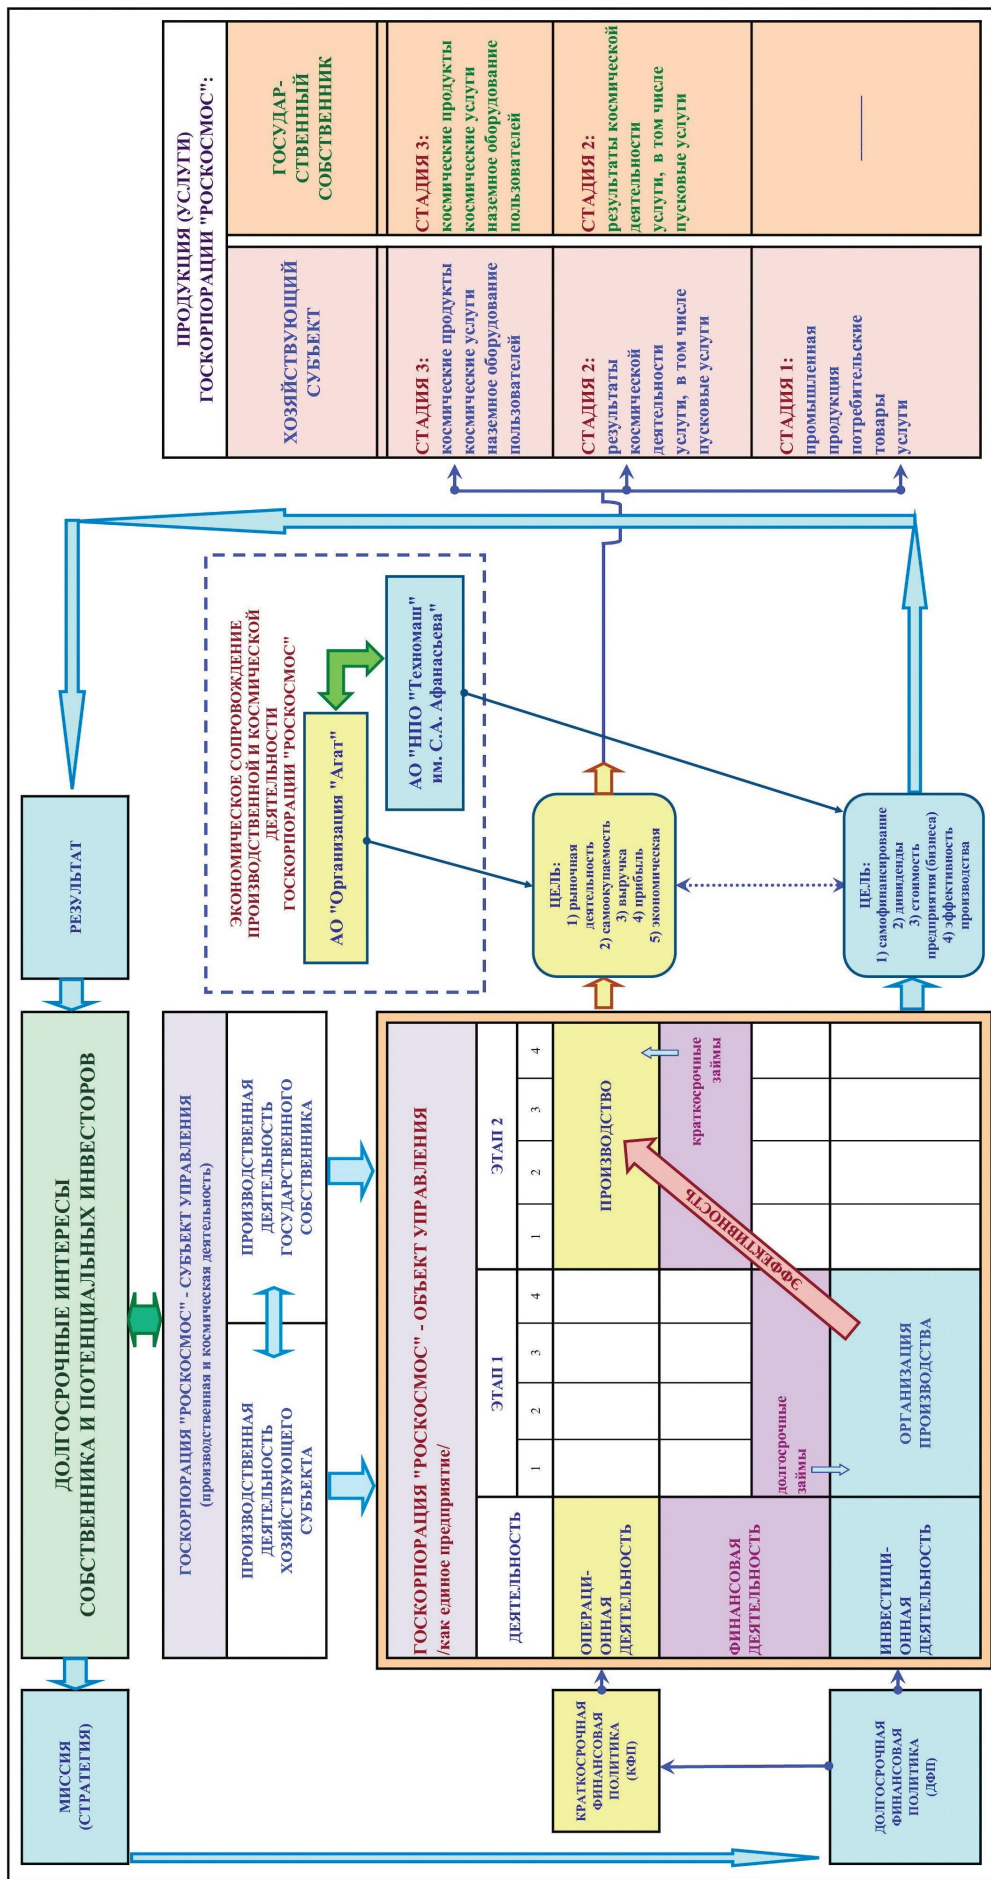 МИССИЯ
(СТРАТЕГИЯ)
ДОЛГОСРОЧНЫЕ ИНТЕРЕСЫ
СОБСТВЕННИКА И ПОТЕНЦИАЛЬНЫХ ИНВЕСТОРОВ
РЕЗУЛЬТАТ
ГОСКОРПОРАЦИЯ "РОСКОСМОС" - СУБЪЕКТ УПРАВЛЕНИЯ
(производственная и космическая деятельность)
ПРОИЗВОДСТВЕННАЯ
ДЕЯТЕЛЬНОСТЬ
ХОЗЯЙСТВУЮЩЕГО
СУБЪЕКТА
ПРОИЗВОДСТВЕННАЯ
ДЕЯТЕЛЬНОСТЬ
ГОСУДАРСТВЕННОГО
СОБСТВЕННИКА
ЭКОНОМИЧЕСКОЕ СОПРОВОЖДЕНИЕ
ПРОИЗВОДСТВЕННОЙ И КОСМИЧЕСКОЙ
ДЕЯТЕЛЬНОСТИ
ГОСКОРПОРАЦИИ "РОСКОСМОС"
АО "Организация "Агат"
АО "НПО "Техномаш"
им. С.А. Афанасьева"
ПРОДУКЦИЯ (УСЛУГИ)
ГОСКОРПОРАЦИИ "РОСКОСМОС":
ХОЗЯЙСТВУЮЩИЙ
СУБЪЕКТ
ГОСУДАР-
СТВЕННЫЙ
СОБСТВЕННИК
СТАДИЯ 3:
космические продукты
космические услуги
наземное оборудование
пользователей
СТАДИЯ 3:
космические продукты
космические услуги
наземное оборудование
пользователей
СТАДИЯ 2:
результаты
космической
деятельности
услуги, в том числе
пусковые услуги
СТАДИЯ 2:
результаты космической
деятельности
услуги, в том числе
пусковые услуги
СТАДИЯ 1:
промышленная
продукция
потребительские
товары
услуги
ГОСКОРПОРАЦИЯ "РОСКОСМОС" - ОБЪЕКТ УПРАВЛЕНИЯ
/как единое предприятие/
ДЕЯТЕЛЬНОСТЬ
ЭТАП 1
ЭТАП 2
1 2 3 4 1 2 3 4
КРАТКОСРОЧНАЯ
ФИНАНСОВАЯ
ПОЛИТИКА
(КФП)
ОПЕРАЦИ-
ОННАЯ
ДЕЯТЕЛЬНОСТЬ
ПРОИЗВОДСТВО
ФИНАНСОВАЯ
ДЕЯТЕЛЬНОСТЬ
краткосрочные
займы
долгосрочные
займы
ЭФФЕКТИВНОСТЬ
ДОЛГОСРОЧНАЯ
ФИНАНСОВАЯ
ПОЛИТИКА
(ДФП)
ИНВЕСТИЦИ-
ОННАЯ
ДЕЯТЕЛЬНОСТЬ
ОРГАНИЗАЦИЯ
ПРОИЗВОДСТВА
ЦЕЛЬ:
1) рыночная
деятельность
2) самоокупаемость
3) выручка
4) прибыль
5) экономическая
ЦЕЛЬ:
1) самофинансирование
2) дивиденды
3) стоимость
предприятия (бизнеса)
4) эффективность
производства